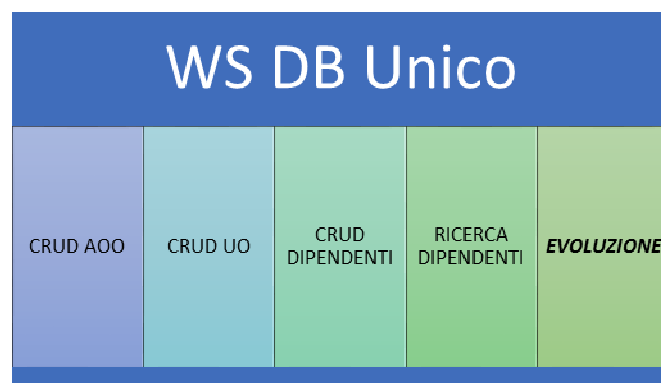 WS DB Unico
CRUD AOO
CRUD UO
CRUD
DIPENDENTI
RICERCA
DIPENDENTI
EVOLUZIONE